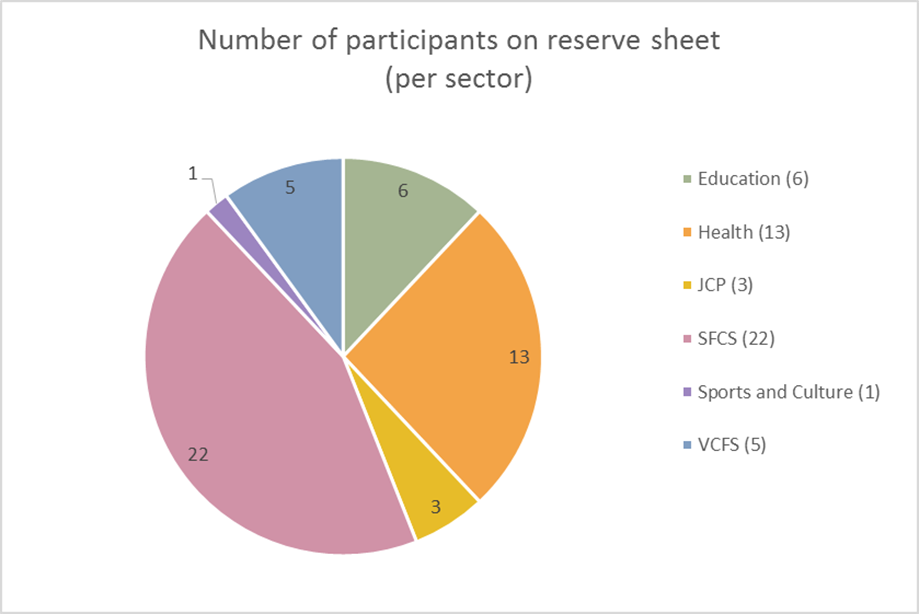 Number of participants on reserve sheet
(per sector)
1
5
6
13
3
22
Education (6)
Health (13)
JCP (3)
SFCS (22)
Sports and Culture (1)
VCFS (5)